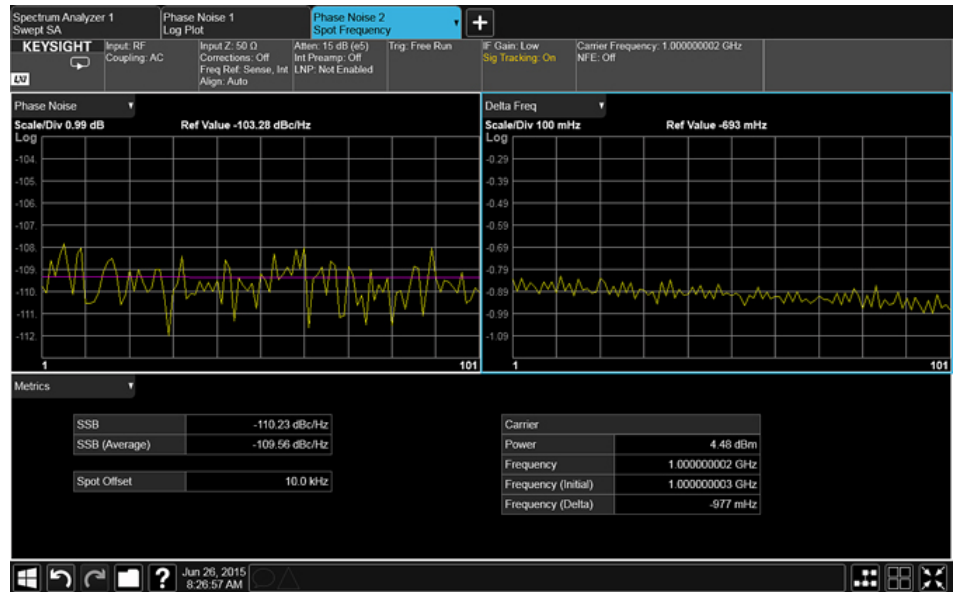 Spectrum Analyzer 1
Swept SA
Phase Noise 1
Log Plot
Phase Noise 2
Spot Frequency
KEYSIGHT
LXI
Input: RF
Coupling: AC
Input Z: 50 Ω
Corrections: Off
Freq Ref: Sense, Int
Align: Auto
Atten: 15 dB (e5)
Int Preamp: Off
LNP: Not Enabled
Trig: Free Run
IF Gain: Low
Sig Tracking: On
Carrier Frequency: 1.000000002 GHz
NFE: Off
Phase Noise
Scale/Div 0.99 dB
Ref Value -103.28 dBc/Hz
Log
-104.
-105.
-106.
-107.
-108.
-109.
-110.
-111.
-112.
1
101
Delta Freq
Scale/Div 100 mHz
Ref Value -693 mHz
Log
-0.29
-0.39
-0.49
-0.59
-0.69
-0.79
-0.89
-0.99
-1.09
1
101
Metrics
SSB -110.23 dBc/Hz
SSB (Average) -109.56 dBc/Hz
Spot Offset 10.0 kHz
Carrier
Power 4.48 dBm
Frequency 1.000000002 GHz
Frequency (Initial) 1.000000003 GHz
Frequency (Delta) -977 mHz
?
Jun 26, 2015
8:26:57 AM